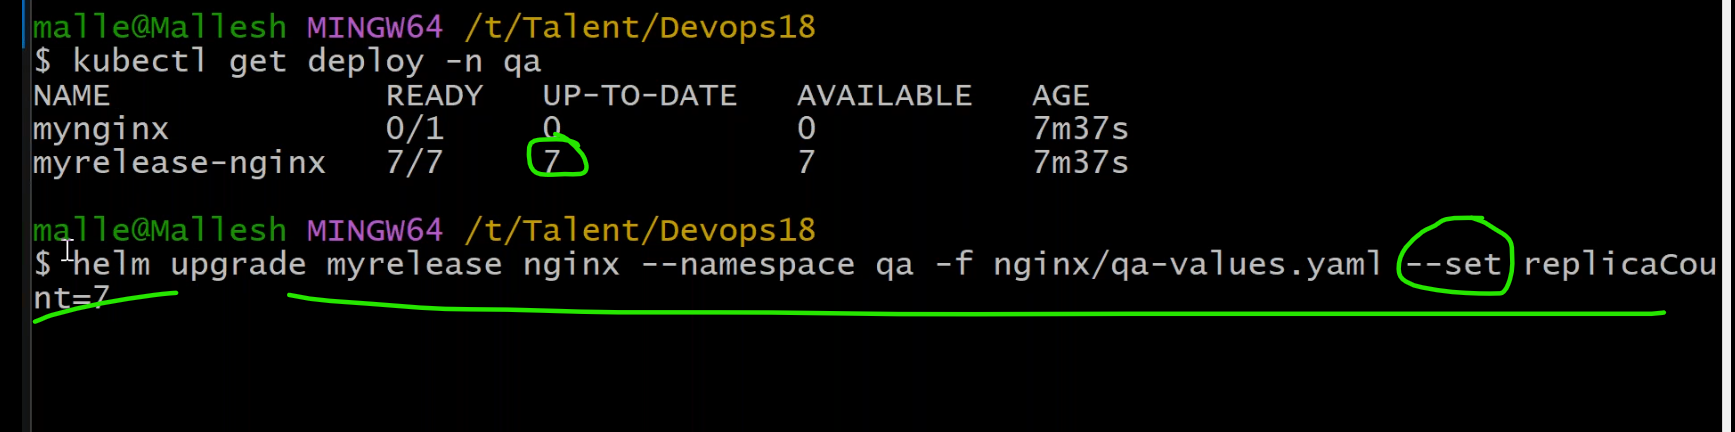 malle@Mallesh MINGW64 /t/Talent/Devops18
$ kubectl get deploy -n qa
NAME READY UP-TO-DATE AVAILABLE AGE
mynginx 0/1 0 0 7m37s
myrelease-nginx 7/7 7 7 7m37s
malle@Mallesh MINGW64 /t/Talent/Devops18
$ helm upgrade myrelease nginx --namespace qa -f nginx/qa-values.yaml --set replicaCou
nt=7